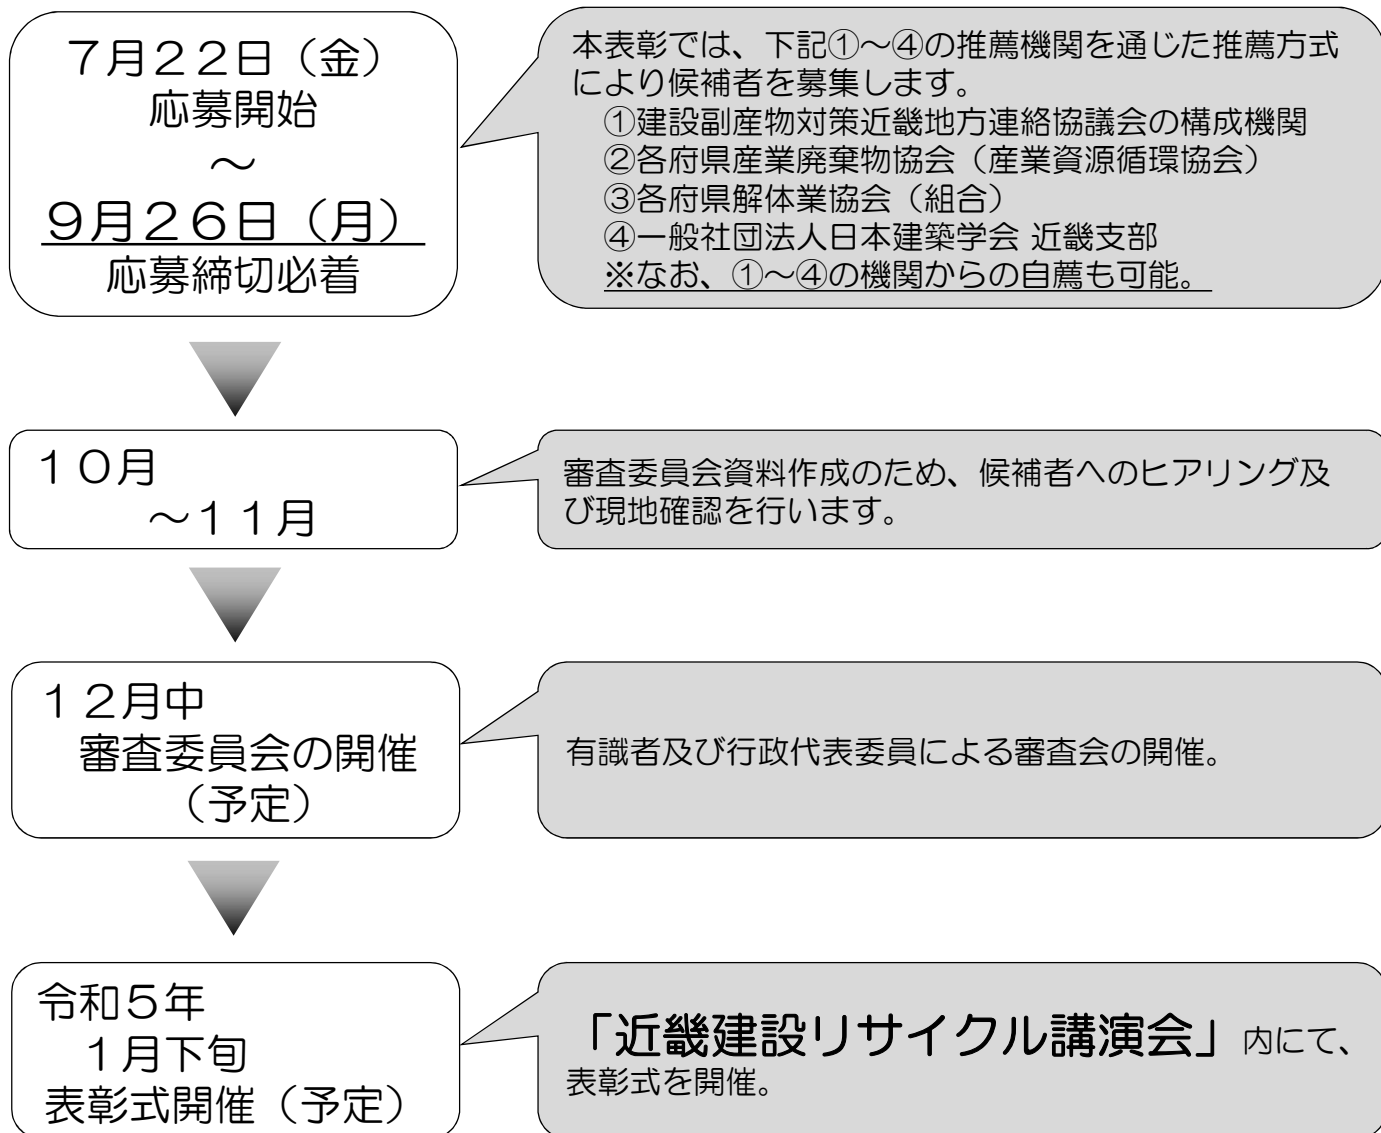 ７月２２日（金）
応募開始
～
９月２６日（月）
応募締切必着
本表彰では、下記①～④の推薦機関を通じた推薦方式
により候補者を募集します。
①建設副産物対策近畿地方連絡協議会の構成機関
②各府県産業廃棄物協会（産業資源循環協会）
③各府県解体業協会（組合）
④一般社団法人日本建築学会 近畿支部
※なお、①～④の機関からの自薦も可能。
１０月
～１１月
審査委員会資料作成のため、候補者へのヒアリング及
び現地確認を行います。
１２月中
審査委員会の開催
（予定）
有識者及び行政代表委員による審査会の開催。
令和５年
１月下旬
表彰式開催（予定）
「近畿建設リサイクル講演会」内にて、
表彰式を開催。